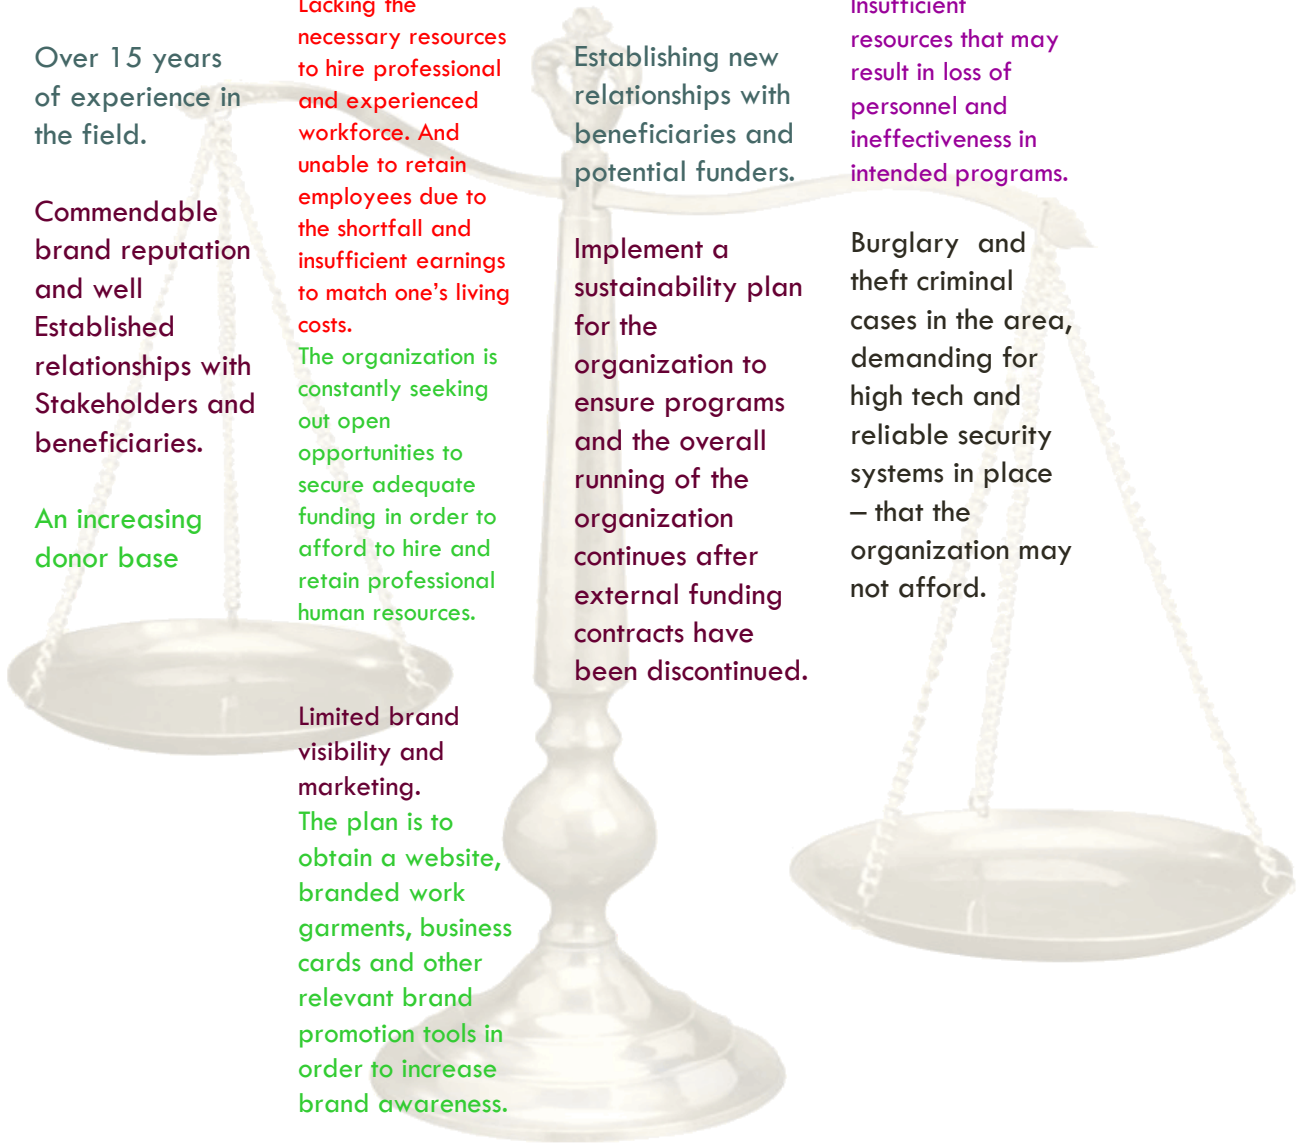 Over 15 years
of experience in
the field.
Commendable
brand reputation
and well
Established
relationships with
Stakeholders and
beneficiaries.
An increasing
donor base
Lacking the
necessary resources
to hire professional
and experienced
workforce. And
unable to retain
employees due to
the shortfall and
insufficient earnings
to match one’s living
costs.
The organization is
constantly seeking
out open
opportunities to
secure adequate
funding in order to
afford to hire and
retain professional
human resources.
Limited brand
visibility and
marketing.
The plan is to
obtain a website,
branded work
garments, business
cards and other
relevant brand
promotion tools in
order to increase
brand awareness.
Establishing new
relationships with
beneficiaries and
potential funders.
Implement a
sustainability plan
for the
organization to
ensure programs
and the overall
running of the
organization
continues after
external funding
contracts have
been discontinued.
Insufficient
resources that may
result in loss of
personnel and
ineffectiveness in
intended programs.
Burglary  and
theft criminal
cases in the area,
demanding for
high tech and
reliable security
systems in place
– that the
organization may
not afford.